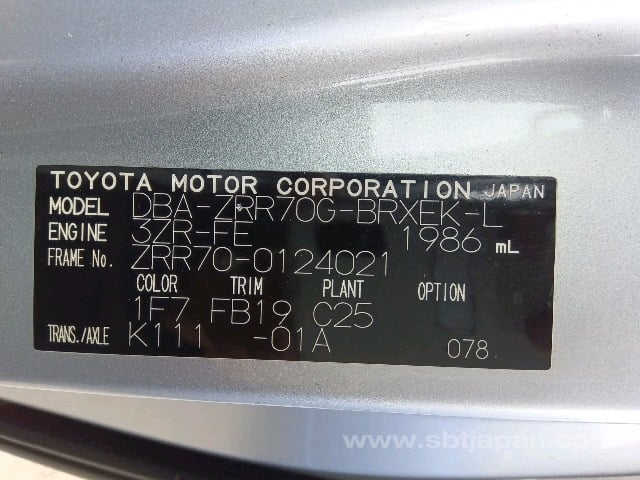 TOYOTA MOTOR CORPORATION JAPAN
MODEL DBA-ZRR70G-BRXEK-L
ENGINE 3ZR-FE 1986 mL
FRAME No. ZRR70-0124021
COLOR TRIM PLANT OPTION
1F7 FB19 C25
TRANS./AXLE K111 -01A 078
www.sbtjapan.com